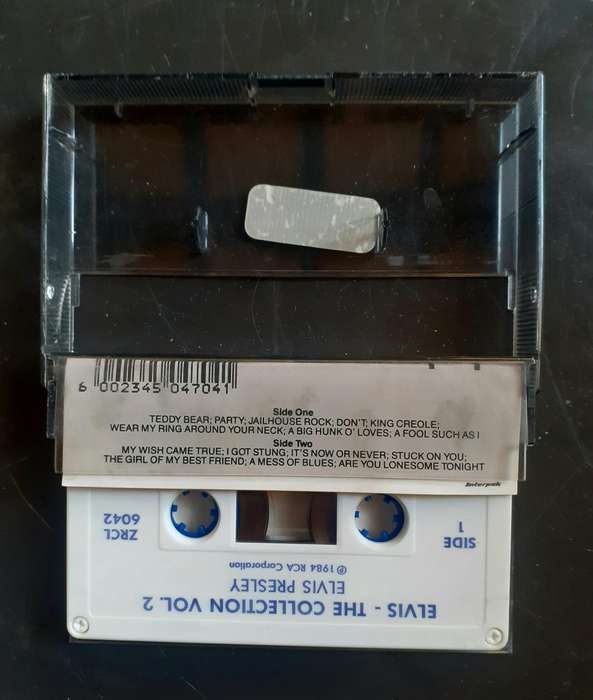 6 002345 047041
Side One
TEDDY BEAR; PARTY; JAILHOUSE ROCK; DON'T; KING CREOLE;
WEAR MY RING AROUND YOUR NECK; A BIG HUNK O' LOVES; A FOOL SUCH AS I
Side Two
MY WISH CAME TRUE; I GOT STUNG; IT'S NOW OR NEVER; STUCK ON YOU;
THE GIRL OF MY BEST FRIEND; A MESS OF BLUES; ARE YOU LONESOME TONIGHT
Interpak
ELVIS - THE COLLECTION VOL. 2
ELVIS PRESLEY
℗ 1984 RCA Corporation
SIDE
1
ZRCL
6042